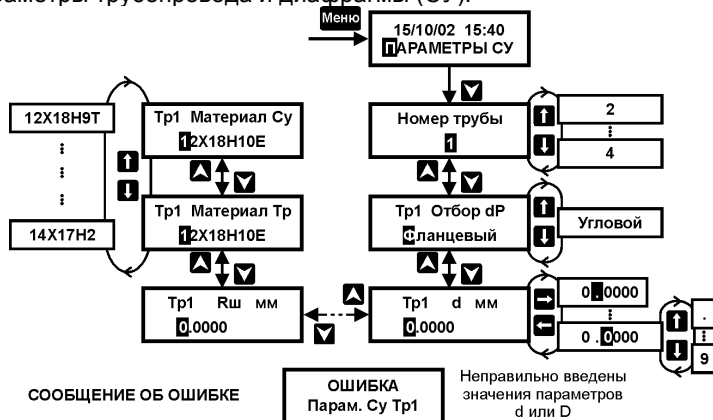 раметры трубопровода и диафрагмы (СУ).
Меню
15/10/02 15:40
ПАРАМЕТРЫ СУ
12Х18Н9Т
14Х17Н2
Тр1 Материал Су
12Х18Н10Е
Номер трубы
1
2
4
Тр1 Материал Тр
12Х18Н10Е
Тр1 Отбор dP
Фланцевый
Угловой
Тр1 Rш мм
0.0000
Тр1 d мм
0.0000
0.0000
0.0000
.
9
СООБЩЕНИЕ ОБ ОШИБКЕ
ОШИБКА
Парам. Су Тр1
Неправильно введены
значения параметров
d или D